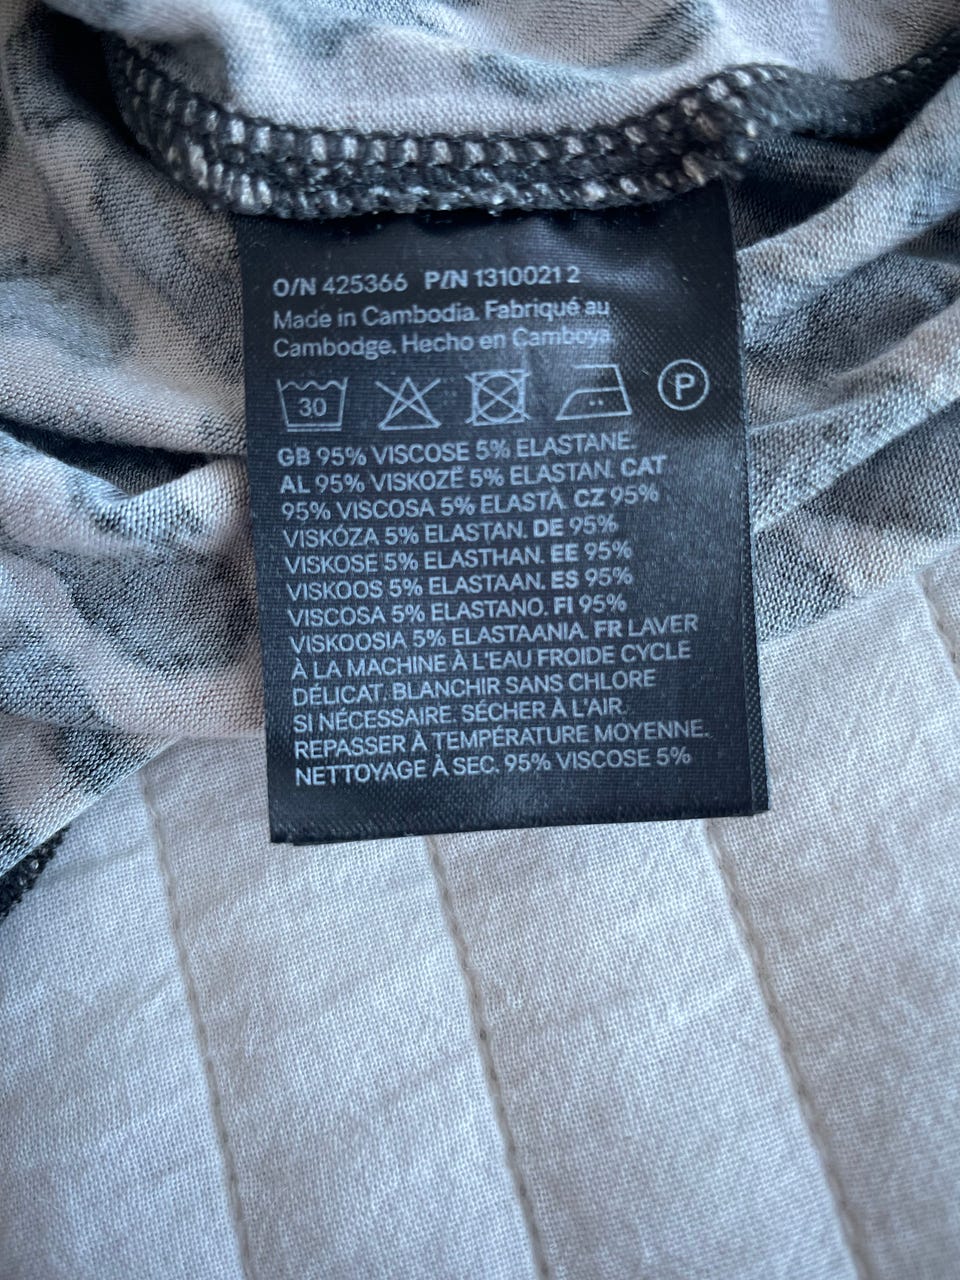 O/N 425366 P/N 1310021 2
Made in Cambodia. Fabriqué au
Cambodge. Hecho en Camboya.
30 P
GB 95% VISCOSE 5% ELASTANE.
AL 95% VISKOZË 5% ELASTAN. CAT
95% VISCOSA 5% ELASTÀ. CZ 95%
VISKÓZA 5% ELASTAN. DE 95%
VISKOSE 5% ELASTHAN. EE 95%
VISKOOS 5% ELASTAAN. ES 95%
VISCOSA 5% ELASTANO. FI 95%
VISKOOSIA 5% ELASTAANIA. FR LAVER
À LA MACHINE À L'EAU FROIDE CYCLE
DÉLICAT. BLANCHIR SANS CHLORE
SI NÉCESSAIRE. SÉCHER À L'AIR.
REPASSER À TEMPÉRATURE MOYENNE.
NETTOYAGE À SEC. 95% VISCOSE 5%